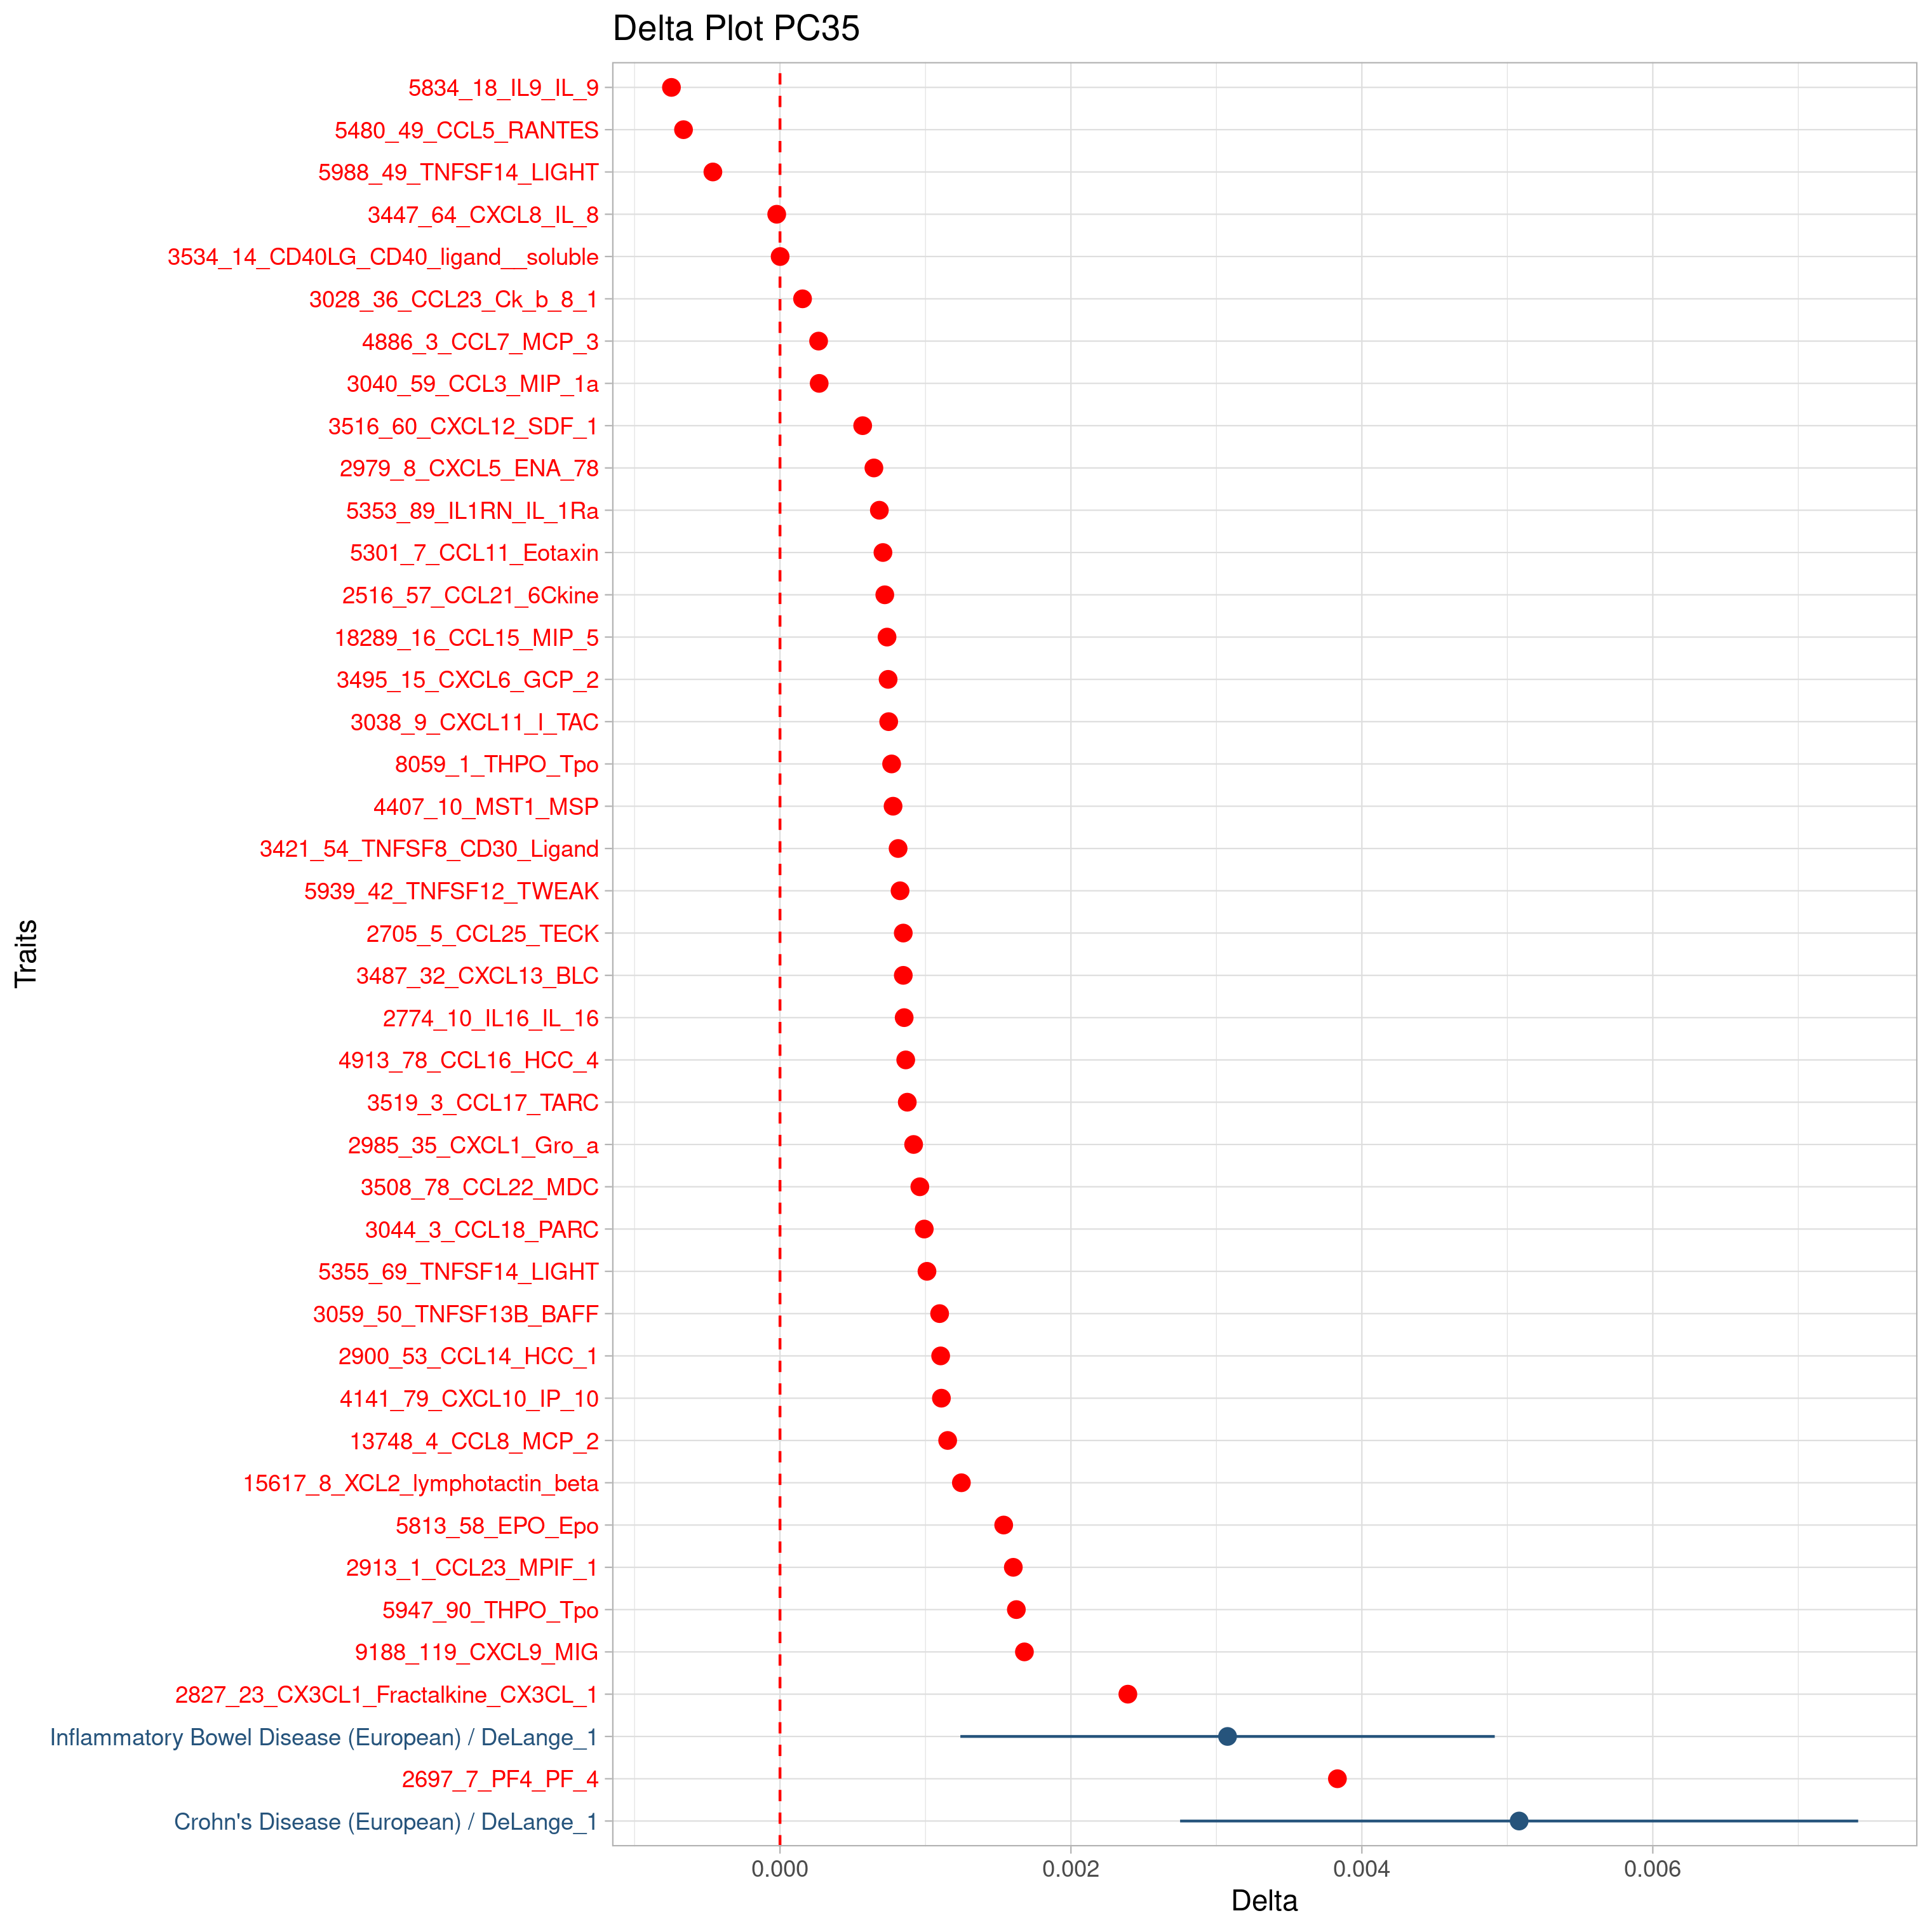 Delta Plot PC35
5834_18_IL9_IL_9
5480_49_CCL5_RANTES
5988_49_TNFSF14_LIGHT
3447_64_CXCL8_IL_8
3534_14_CD40LG_CD40_ligand__soluble
3028_36_CCL23_Ck_b_8_1
4886_3_CCL7_MCP_3
3040_59_CCL3_MIP_1a
3516_60_CXCL12_SDF_1
2979_8_CXCL5_ENA_78
5353_89_IL1RN_IL_1Ra
5301_7_CCL11_Eotaxin
2516_57_CCL21_6Ckine
18289_16_CCL15_MIP_5
3495_15_CXCL6_GCP_2
3038_9_CXCL11_I_TAC
8059_1_THPO_Tpo
4407_10_MST1_MSP
3421_54_TNFSF8_CD30_Ligand
5939_42_TNFSF12_TWEAK
2705_5_CCL25_TECK
3487_32_CXCL13_BLC
2774_10_IL16_IL_16
4913_78_CCL16_HCC_4
3519_3_CCL17_TARC
2985_35_CXCL1_Gro_a
3508_78_CCL22_MDC
3044_3_CCL18_PARC
5355_69_TNFSF14_LIGHT
3059_50_TNFSF13B_BAFF
2900_53_CCL14_HCC_1
4141_79_CXCL10_IP_10
13748_4_CCL8_MCP_2
15617_8_XCL2_lymphotactin_beta
5813_58_EPO_Epo
2913_1_CCL23_MPIF_1
5947_90_THPO_Tpo
9188_119_CXCL9_MIG
2827_23_CX3CL1_Fractalkine_CX3CL_1
Inflammatory Bowel Disease (European) / DeLange_1
2697_7_PF4_PF_4
Crohn's Disease (European) / DeLange_1
Traits
0.000 0.002 0.004 0.006
Delta